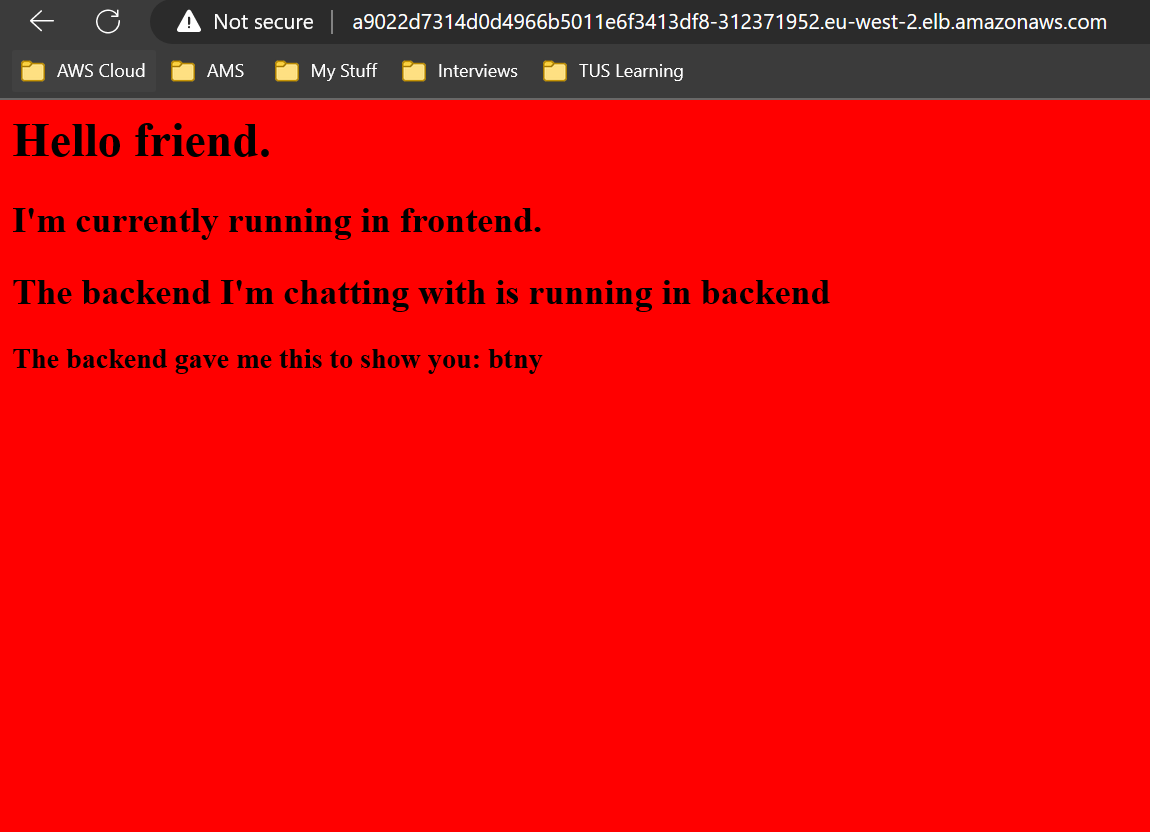 Not secure | a9022d7314d0d4966b5011e6f3413df8-312371952.eu-west-2.elb.amazonaws.com
AWS Cloud AMS My Stuff Interviews TUS Learning
Hello friend.
I'm currently running in frontend.
The backend I'm chatting with is running in backend
The backend gave me this to show you: btny